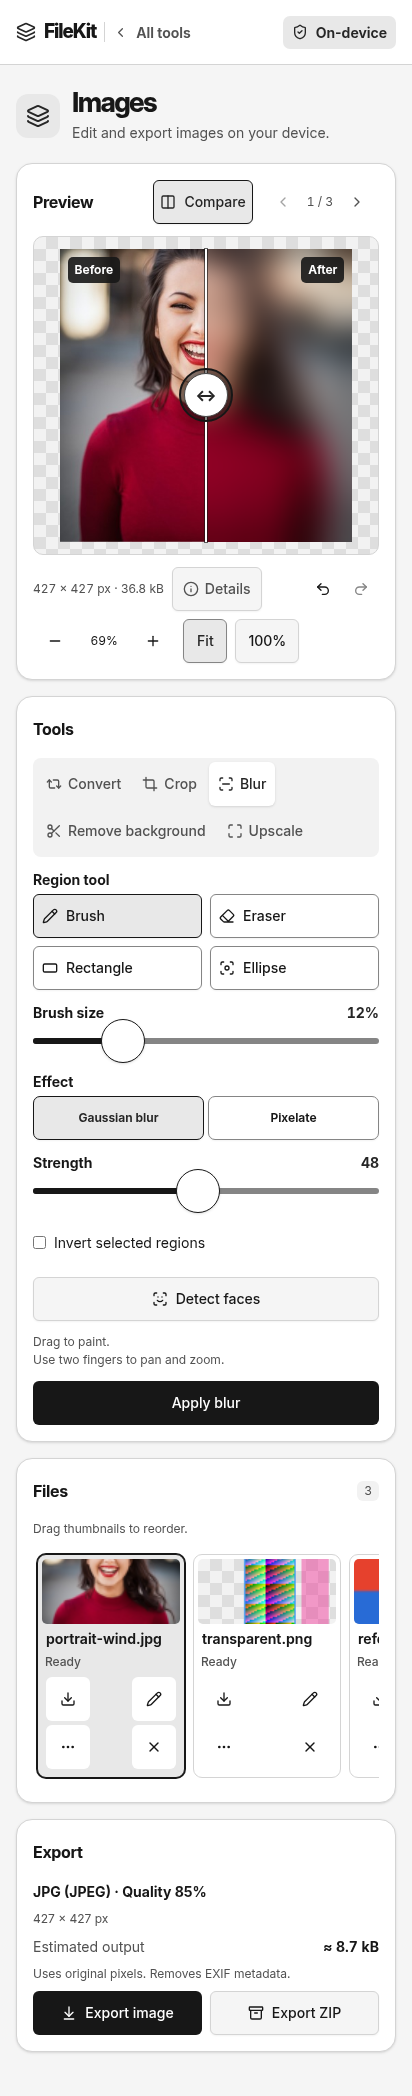 FileKit
All tools
On-device
Images
Edit and export images on your device.
Preview
Compare
1 / 3
Before
After
427 × 427 px · 36.8 kB
Details
69%
Fit
100%
Tools
Convert
Crop
Blur
Remove background
Upscale
Region tool
Brush
Eraser
Rectangle
Ellipse
Brush size
12%
Effect
Gaussian blur
Pixelate
Strength
48
Invert selected regions
Detect faces
Drag to paint.
Use two fingers to pan and zoom.
Apply blur
Files
3
Drag thumbnails to reorder.
portrait-wind.jpg
Ready
transparent.png
Ready
Export
JPG (JPEG) · Quality 85%
427 × 427 px
Estimated output
≈ 8.7 kB
Uses original pixels. Removes EXIF metadata.
Export image
Export ZIP